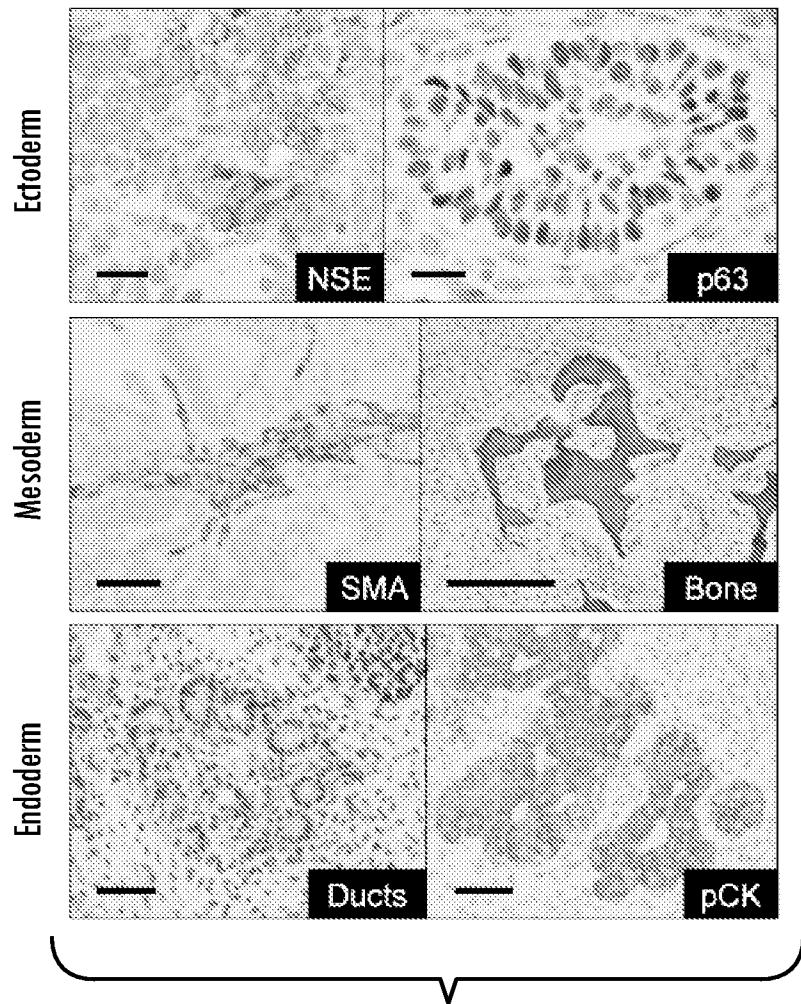 Ectoderm
NSE
p63
Mesoderm
SMA
Bone
Endoderm
Ducts
pCK